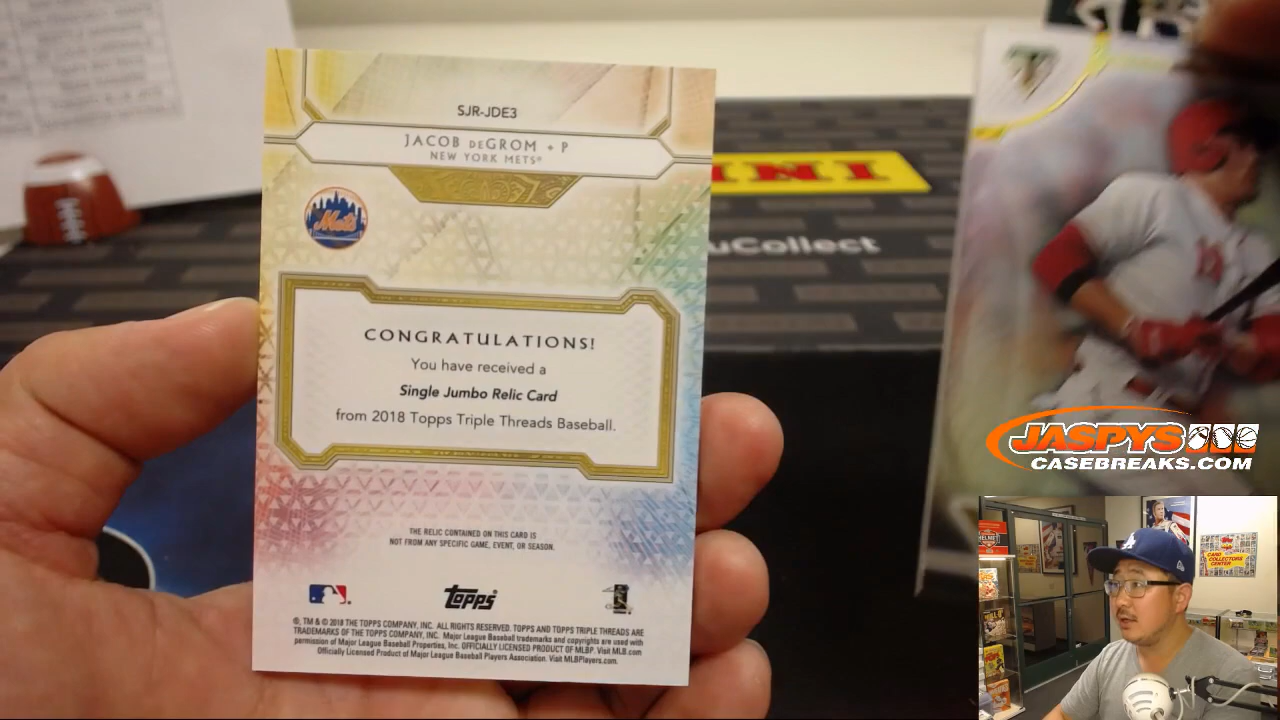 SJR-JDE3
JACOB DEGROM + P
NEW YORK METS®
Mets
CONGRATULATIONS!
You have received a
Single Jumbo Relic Card
from 2018 Topps Triple Threads Baseball.
THE RELIC CONTAINED ON THIS CARD IS
NOT FROM ANY SPECIFIC GAME, EVENT, OR SEASON.
TOPPS
®, TM & © 2018 THE TOPPS COMPANY, INC. ALL RIGHTS RESERVED. TOPPS AND TOPPS TRIPLE THREADS ARE
TRADEMARKS OF THE TOPPS COMPANY, INC. Major League Baseball trademarks and copyrights are used with
permission of Major League Baseball Properties, Inc. OFFICIALLY LICENSED PRODUCT OF MLBP. Visit MLB.com
Officially Licensed Product of Major League Baseball Players Association. Visit MLBPlayers.com.
INI
uCollect
JASPYS
CASEBREAKS.COM
HELMET
CARD
COLLECTORS
CENTER
LA